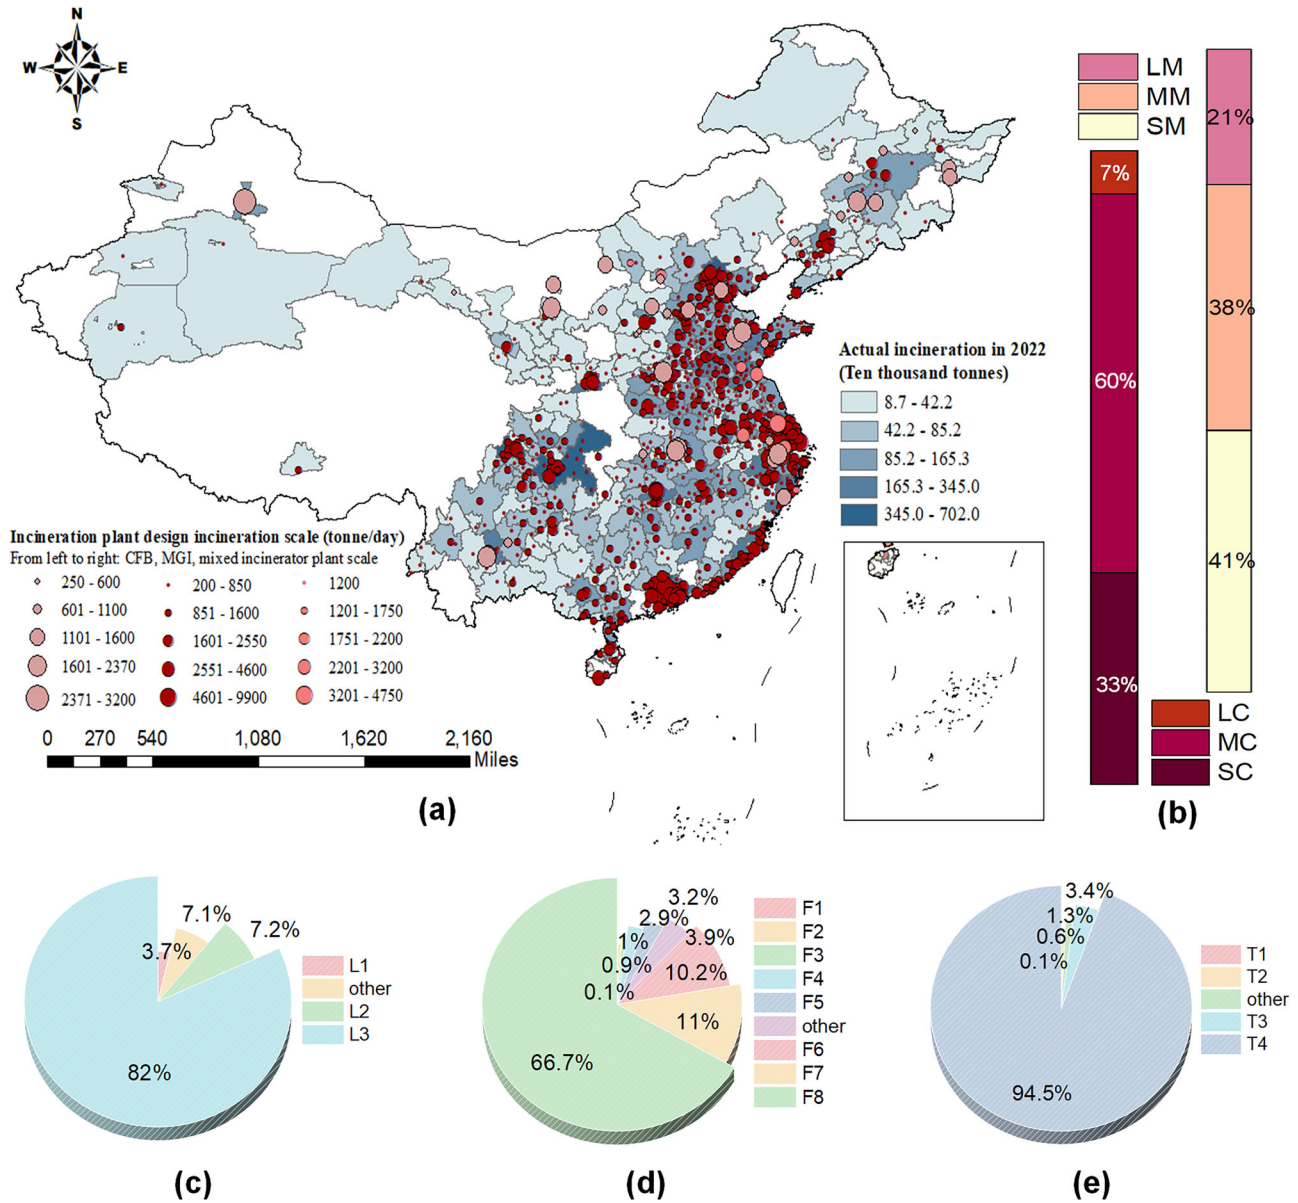 N
W E
S
LM
MM
SM
21%
38%
41%
7%
60%
33%
LC
MC
SC
(b)
Actual incineration in 2022
(Ten thousand tonnes)
8.7 - 42.2
42.2 - 85.2
85.2 - 165.3
165.3 - 345.0
345.0 - 702.0
Incineration plant design incineration scale (tonne/day)
From left to right: CFB, MGI, mixed incinerator plant scale
250 - 600 200 - 850 1200
601 - 1100 851 - 1600 1201 - 1750
1101 - 1600 1601 - 2550 1751 - 2200
1601 - 2370 2551 - 4600 2201 - 3200
2371 - 3200 4601 - 9900 3201 - 4750
0 270 540 1,080 1,620 2,160
Miles
(a)
7.1%
7.2%
3.7%
82%
L1
other
L2
L3
(c)
3.2%
2.9%
1%
3.9%
0.9%
10.2%
0.1%
11%
66.7%
F1
F2
F3
F4
F5
other
F6
F7
F8
(d)
3.4%
1.3%
0.6%
0.1%
94.5%
T1
T2
other
T3
T4
(e)